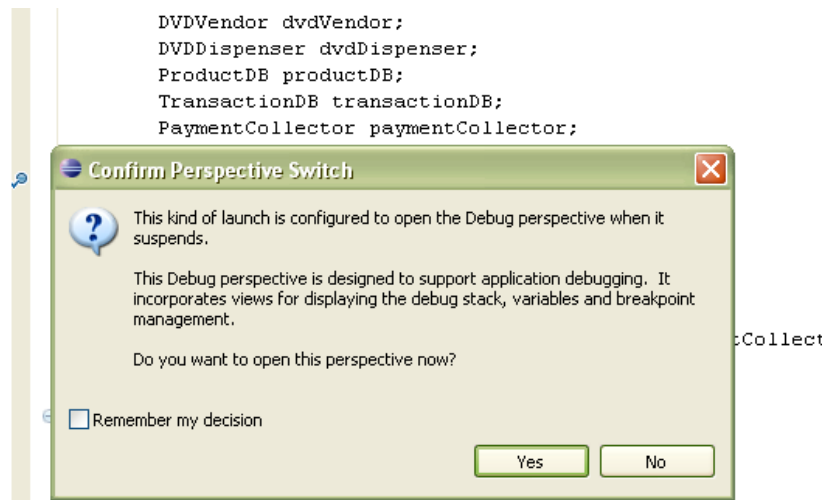 DVDVendor dvdVendor;
DVDDispenser dvdDispenser;
ProductDB productDB;
TransactionDB transactionDB;
PaymentCollector paymentCollector;
Confirm Perspective Switch
This kind of launch is configured to open the Debug perspective when it
suspends.
This Debug perspective is designed to support application debugging. It
incorporates views for displaying the debug stack, variables and breakpoint
management.
Do you want to open this perspective now?
Remember my decision
Yes No